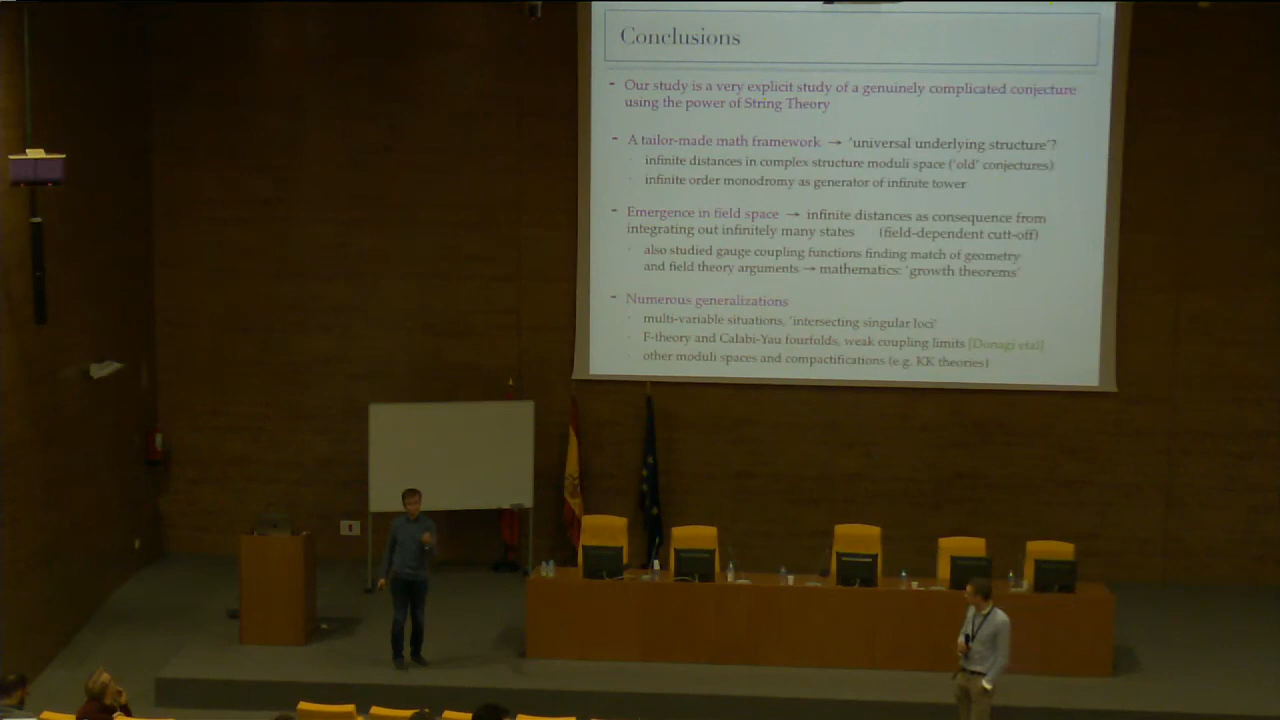 Conclusions
- Our study is a very explicit study of a genuinely complicated conjecture
using the power of String Theory
- A tailor-made math framework → 'universal underlying structure'?
· infinite distances in complex structure moduli space ('old' conjectures)
· infinite order monodromy as generator of infinite tower
- Emergence in field space → infinite distances as consequence from
integrating out infinitely many states (field-dependent cutt-off)
· also studied gauge coupling functions finding match of geometry
and field theory arguments → mathematics: 'growth theorems'
- Numerous generalizations
· multi-variable situations, 'intersecting singular loci'
· F-theory and Calabi-Yau fourfolds, weak coupling limits [Donagi etal]
· other moduli spaces and compactifications (e.g. KK theories)